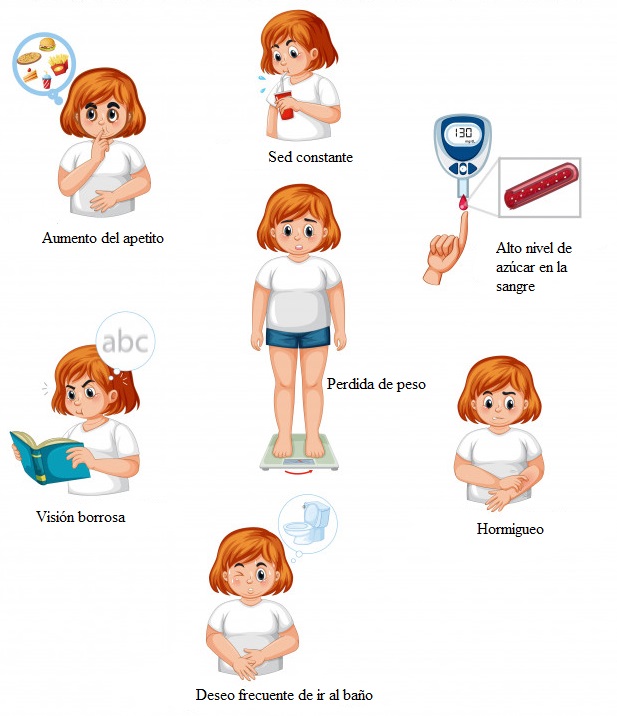 Sed constante
130
mg/dL
Aumento del apetito
Alto nivel de
azúcar en la
sangre
abc
Perdida de peso
Visión borrosa
Hormigueo
Deseo frecuente de ir al baño